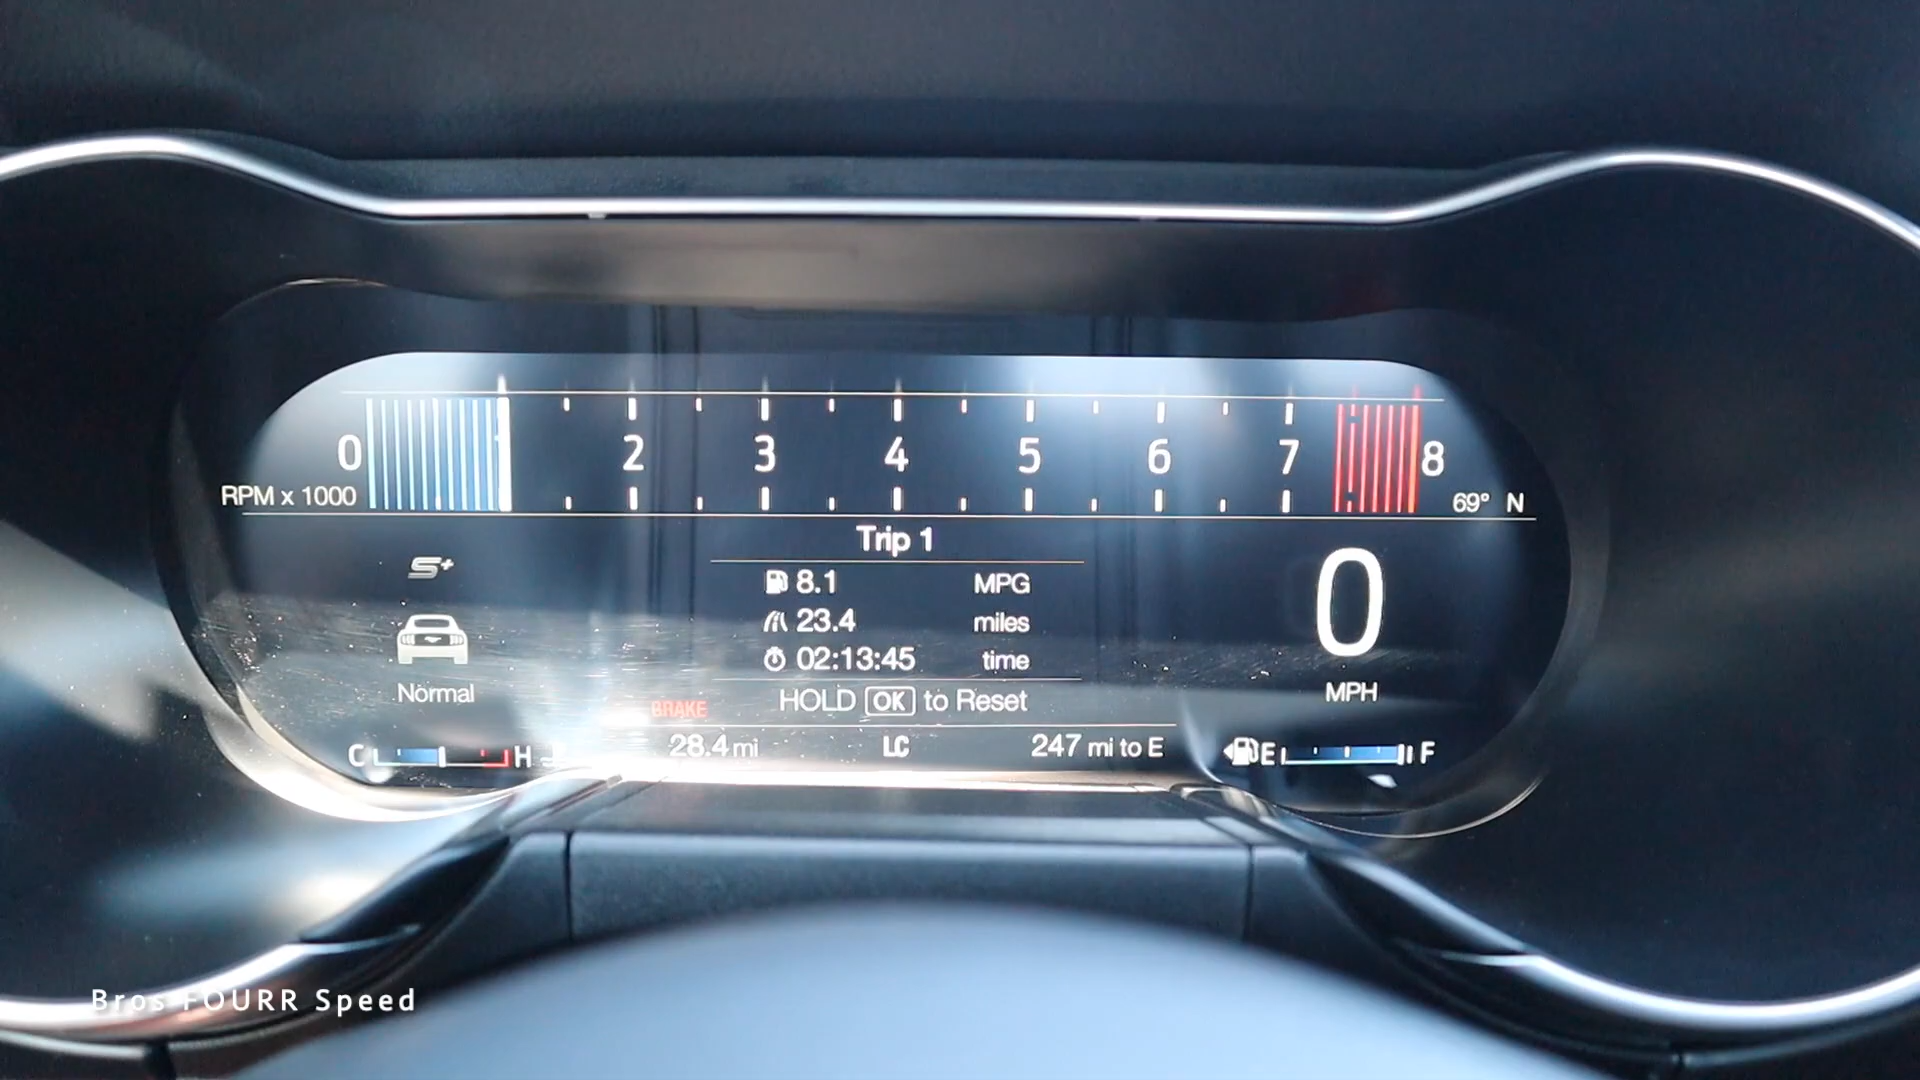 0 2 3 4 5 6 7 8
RPM x 1000
69° N
Trip 1
S+
8.1 MPG
23.4 miles
02:13:45 time
0
MPH
Normal
HOLD OK to Reset
BRAKE
C H
28.4 mi LC 247 mi to E
E F
Bros FOURR Speed